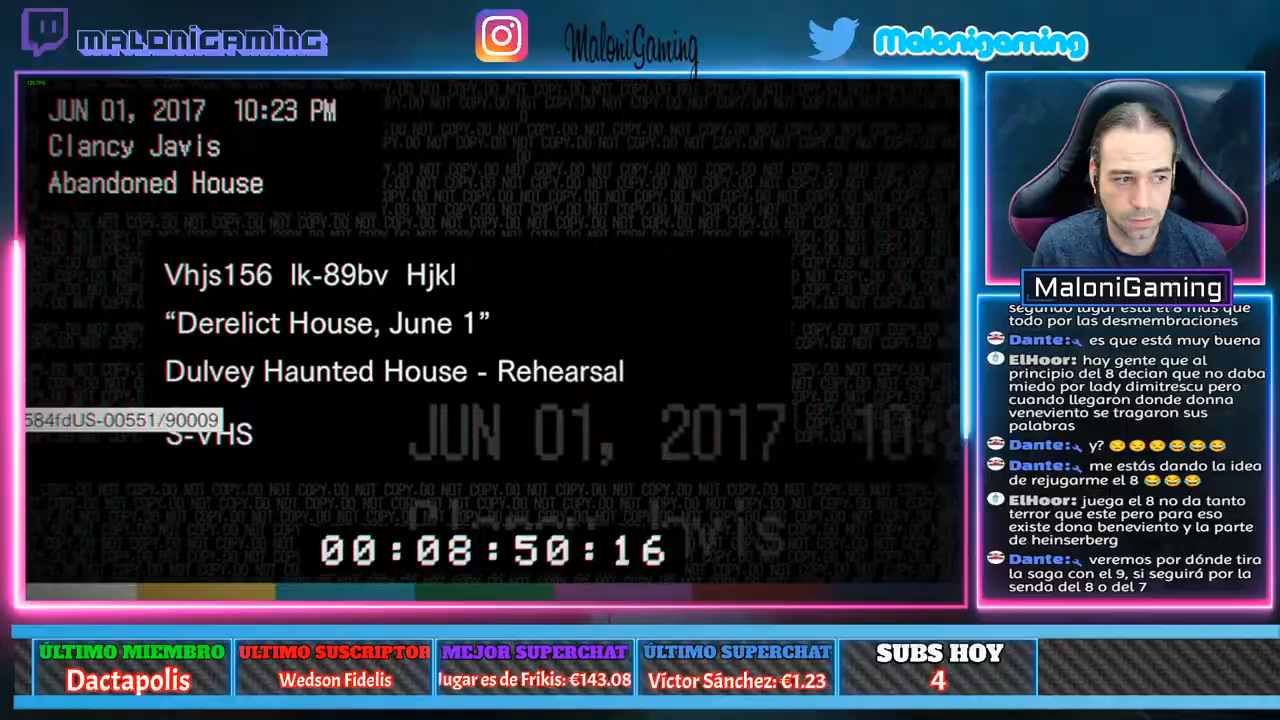 MALONIGAMING
MaloniGaming
Malonigaming
JUN 01, 2017 10:23 PM
Clancy Javis
Abandoned House
Vhjs156 lk-89bv Hjkl
“Derelict House, June 1”
Dulvey Haunted House - Rehearsal
584fdUS-00551/90009
S-VHS
JUN 01, 2017
00:08:50:16
MaloniGaming
segundo lugar está el 8 más que
todo por las desmembraciones
Dante: es que está muy buena
ElHoor: hay gente que al
principio del 8 decian que no daba
miedo por lady dimitrescu pero
cuando llegaron donde donna
veneviento se tragaron sus
palabras
Dante: y? 😒😒😒😂😂😂
Dante: me estás dando la idea
de rejugarme el 8 😂😂😂
ElHoor: juega el 8 no da tanto
terror que este pero para eso
existe dona beneviento y la parte
de heinserberg
Dante: veremos por dónde tira
la saga con el 9, si seguirá por la
senda del 8 o del 7
ÚLTIMO MIEMBRO
Dactapolis
ULTIMO SUSCRIPTOR
Wedson Fidelis
MEJOR SUPERCHAT
Jugar es de Frikis: €143.08
ÚLTIMO SUPERCHAT
Víctor Sánchez: €1.23
SUBS HOY
4